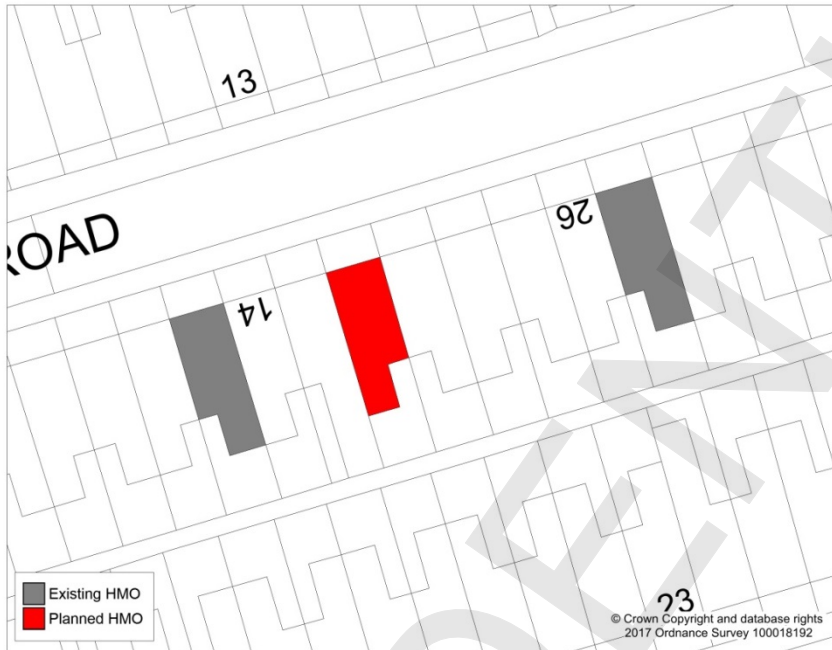 13
26
ROAD
14
Existing HMO
Planned HMO
23
© Crown Copyright and database rights
2017 Ordnance Survey 100018192